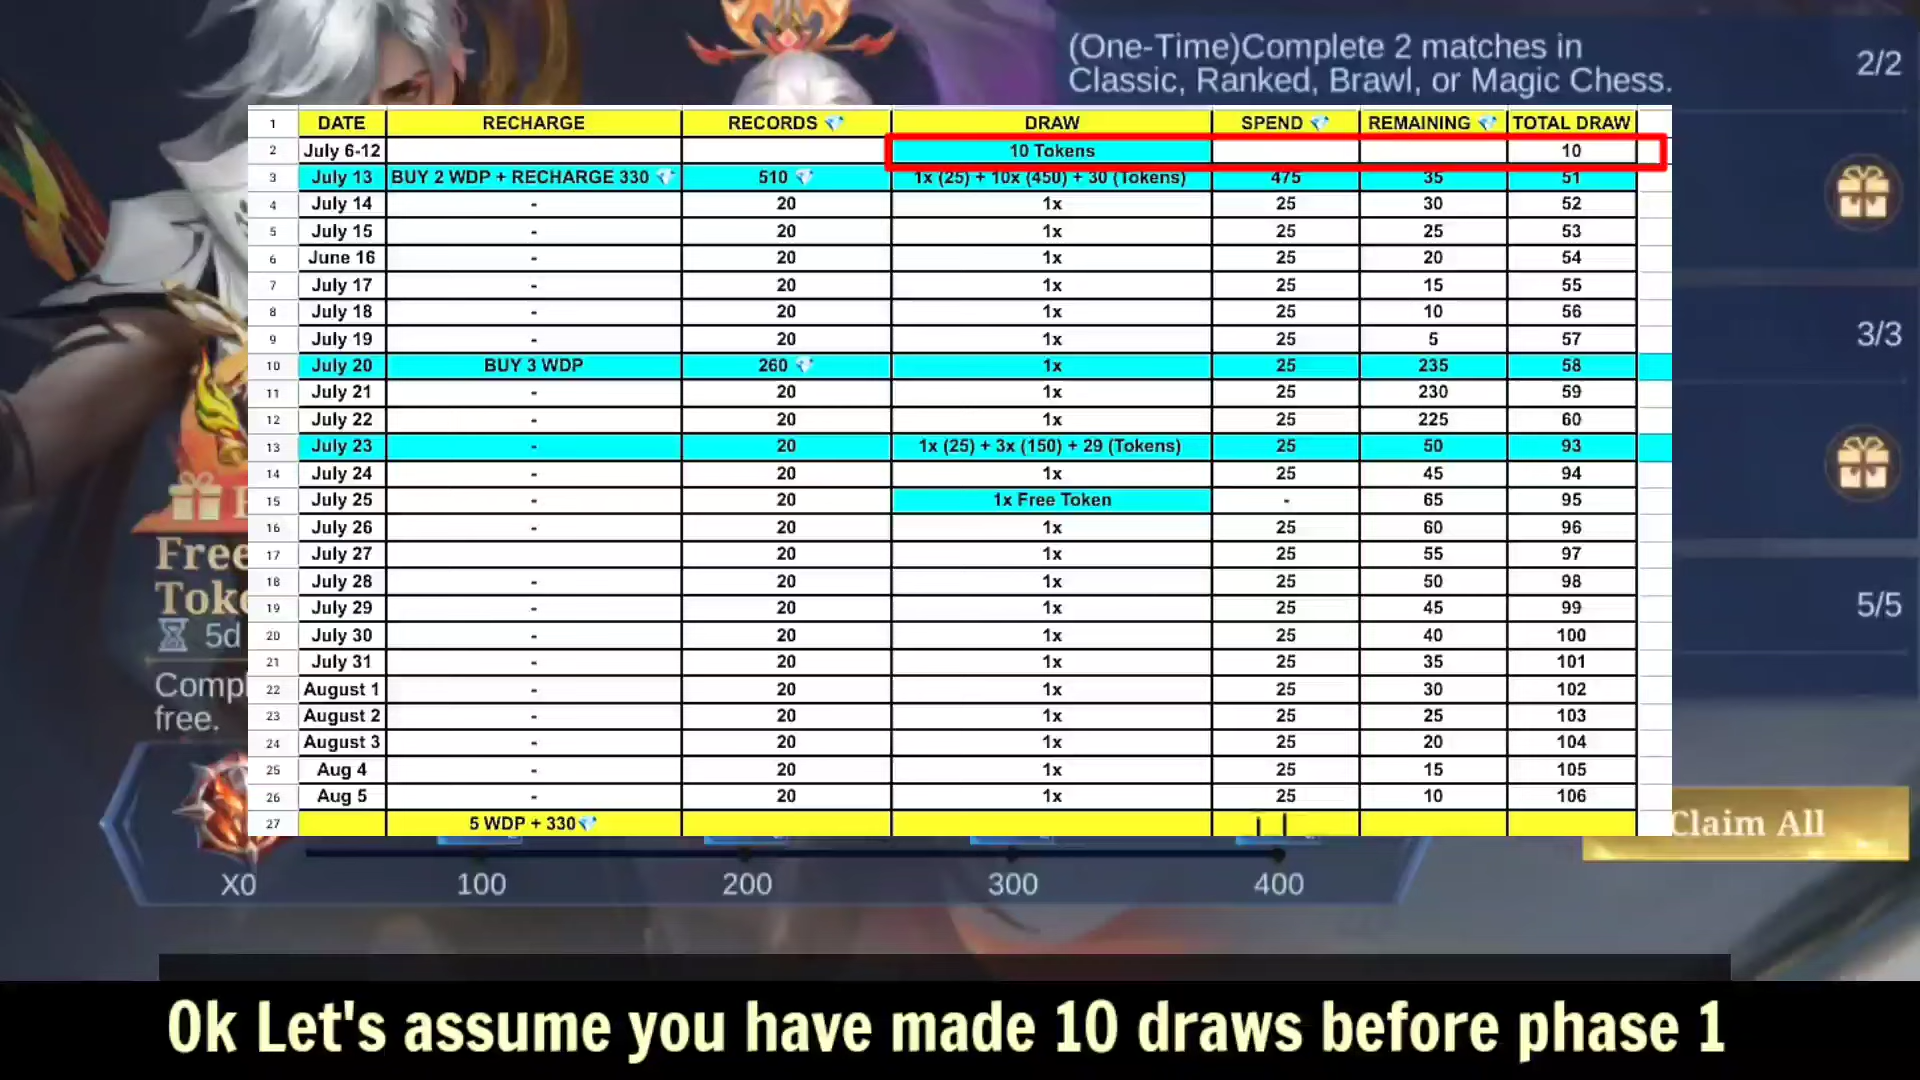 (One-Time)Complete 2 matches in
Classic, Ranked, Brawl, or Magic Chess.
2/2
1 DATE RECHARGE RECORDS 💎 DRAW SPEND 💎 REMAINING 💎 TOTAL DRAW
2 July 6-12 10 Tokens 10
3 July 13 BUY 2 WDP + RECHARGE 330 💎 510 💎 1x (25) + 10x (450) + 30 (Tokens) 475 35 51
4 July 14 - 20 1x 25 30 52
5 July 15 - 20 1x 25 25 53
6 June 16 - 20 1x 25 20 54
7 July 17 - 20 1x 25 15 55
8 July 18 - 20 1x 25 10 56
9 July 19 - 20 1x 25 5 57
3/3
10 July 20 BUY 3 WDP 260 💎 1x 25 235 58
11 July 21 - 20 1x 25 230 59
12 July 22 - 20 1x 25 225 60
13 July 23 - 20 1x (25) + 3x (150) + 29 (Tokens) 25 50 93
14 July 24 - 20 1x 25 45 94
15 July 25 - 20 1x Free Token - 65 95
16 July 26 - 20 1x 25 60 96
17 July 27 20 1x 25 55 97
18 July 28 - 20 1x 25 50 98
19 July 29 - 20 1x 25 45 99
20 July 30 - 20 1x 25 40 100
21 July 31 - 20 1x 25 35 101
22 August 1 - 20 1x 25 30 102
23 August 2 - 20 1x 25 25 103
24 August 3 - 20 1x 25 20 104
25 Aug 4 - 20 1x 25 15 105
26 Aug 5 - 20 1x 25 10 106
27 5 WDP + 330💎
Free
5d
5/5
free.
Claim All
X0 100 200 300 400
Ok Let's assume you have made 10 draws before phase 1